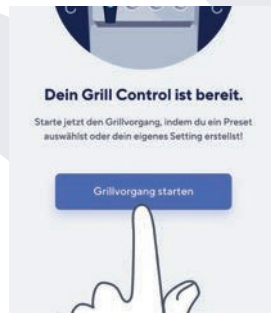 Dein Grill Control ist bereit.
Starte jetzt den Grillvorgang, indem du ein Preset
auswählst oder dein eigenes Setting erstellst!
Grillvorgang starten